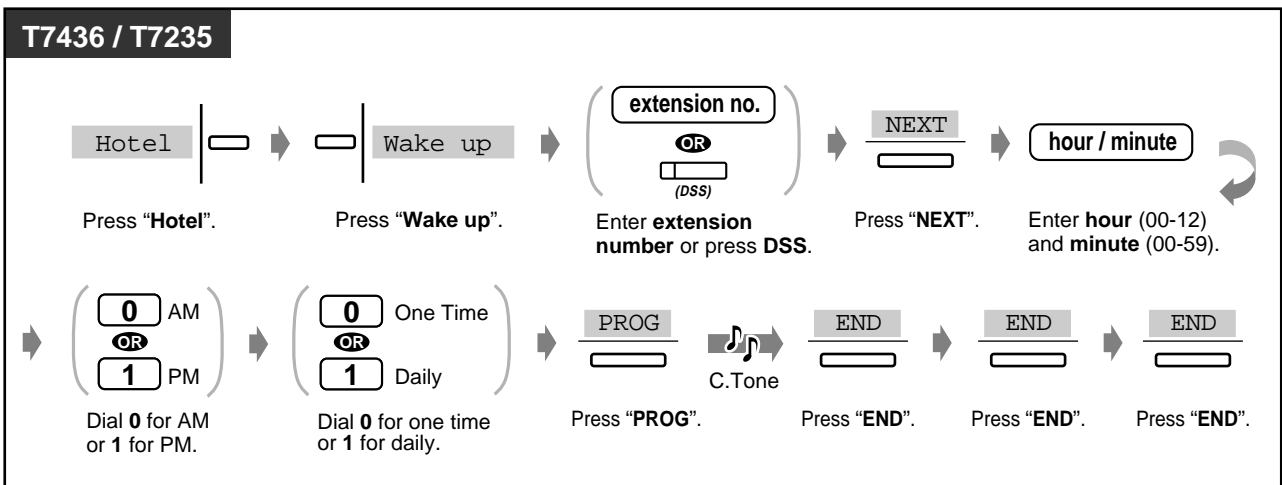 T7436 / T7235
Hotel
Wake up
extension no.
OR
(DSS)
NEXT
hour / minute
Press “Hotel”.
Press “Wake up”.
Enter extension
number or press DSS.
Press “NEXT”.
Enter hour (00-12)
and minute (00-59).
0 AM
OR
1 PM
0 One Time
OR
1 Daily
PROG
C.Tone
END
END
END
Dial 0 for AM
or 1 for PM.
Dial 0 for one time
or 1 for daily.
Press “PROG”.
Press “END”.
Press “END”.
Press “END”.